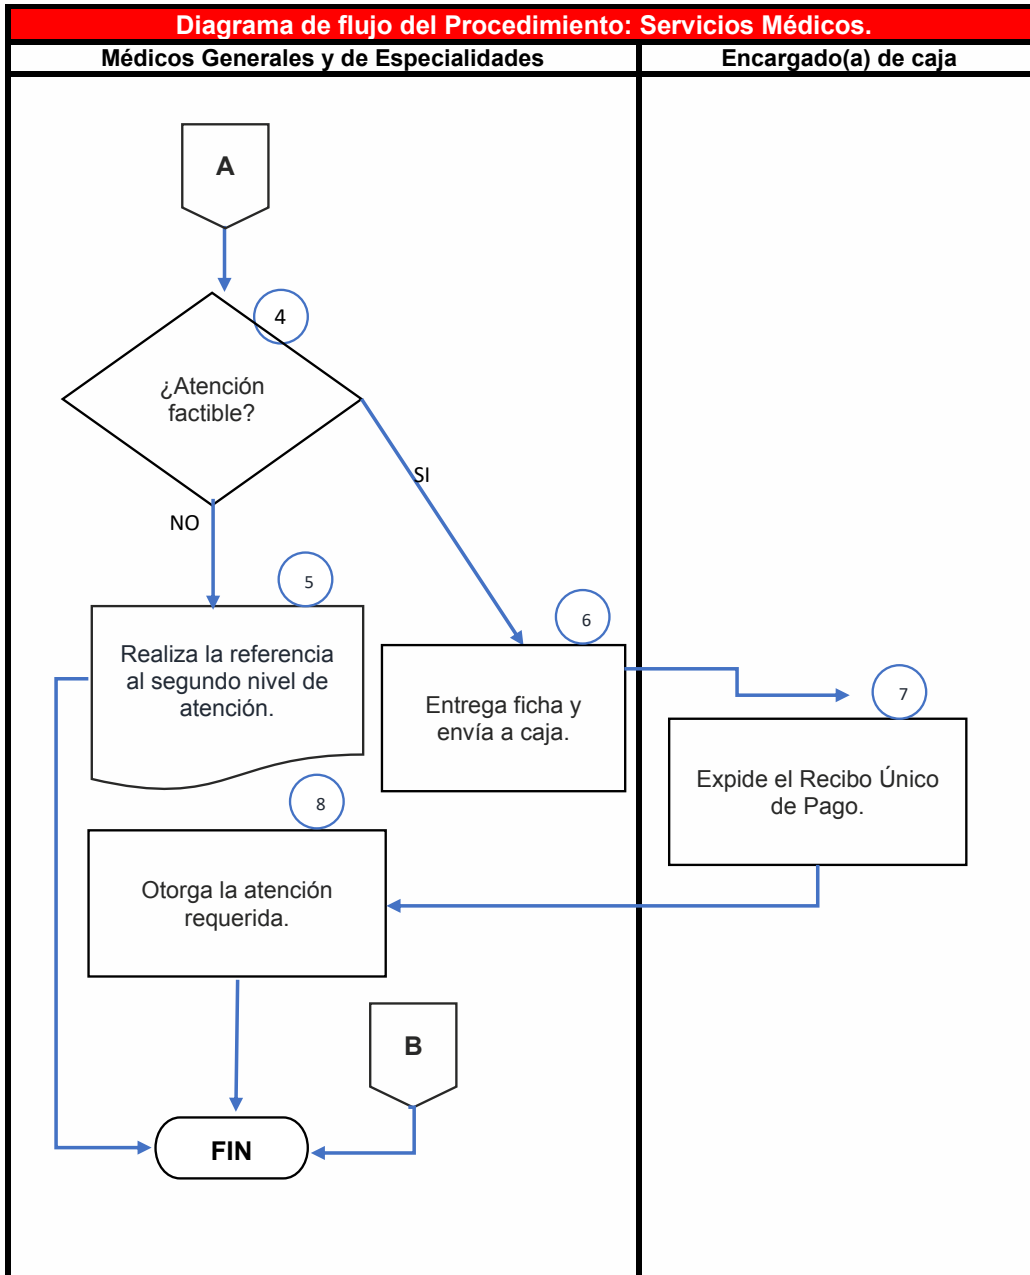 Diagrama de flujo del Procedimiento: Servicios Médicos.
Médicos Generales y de Especialidades
Encargado(a) de caja
A
4
¿Atención
factible?
SI
NO
5
Realiza la referencia
al segundo nivel de
atención.
6
Entrega ficha y
envía a caja.
7
Expide el Recibo Único
de Pago.
8
Otorga la atención
requerida.
B
FIN